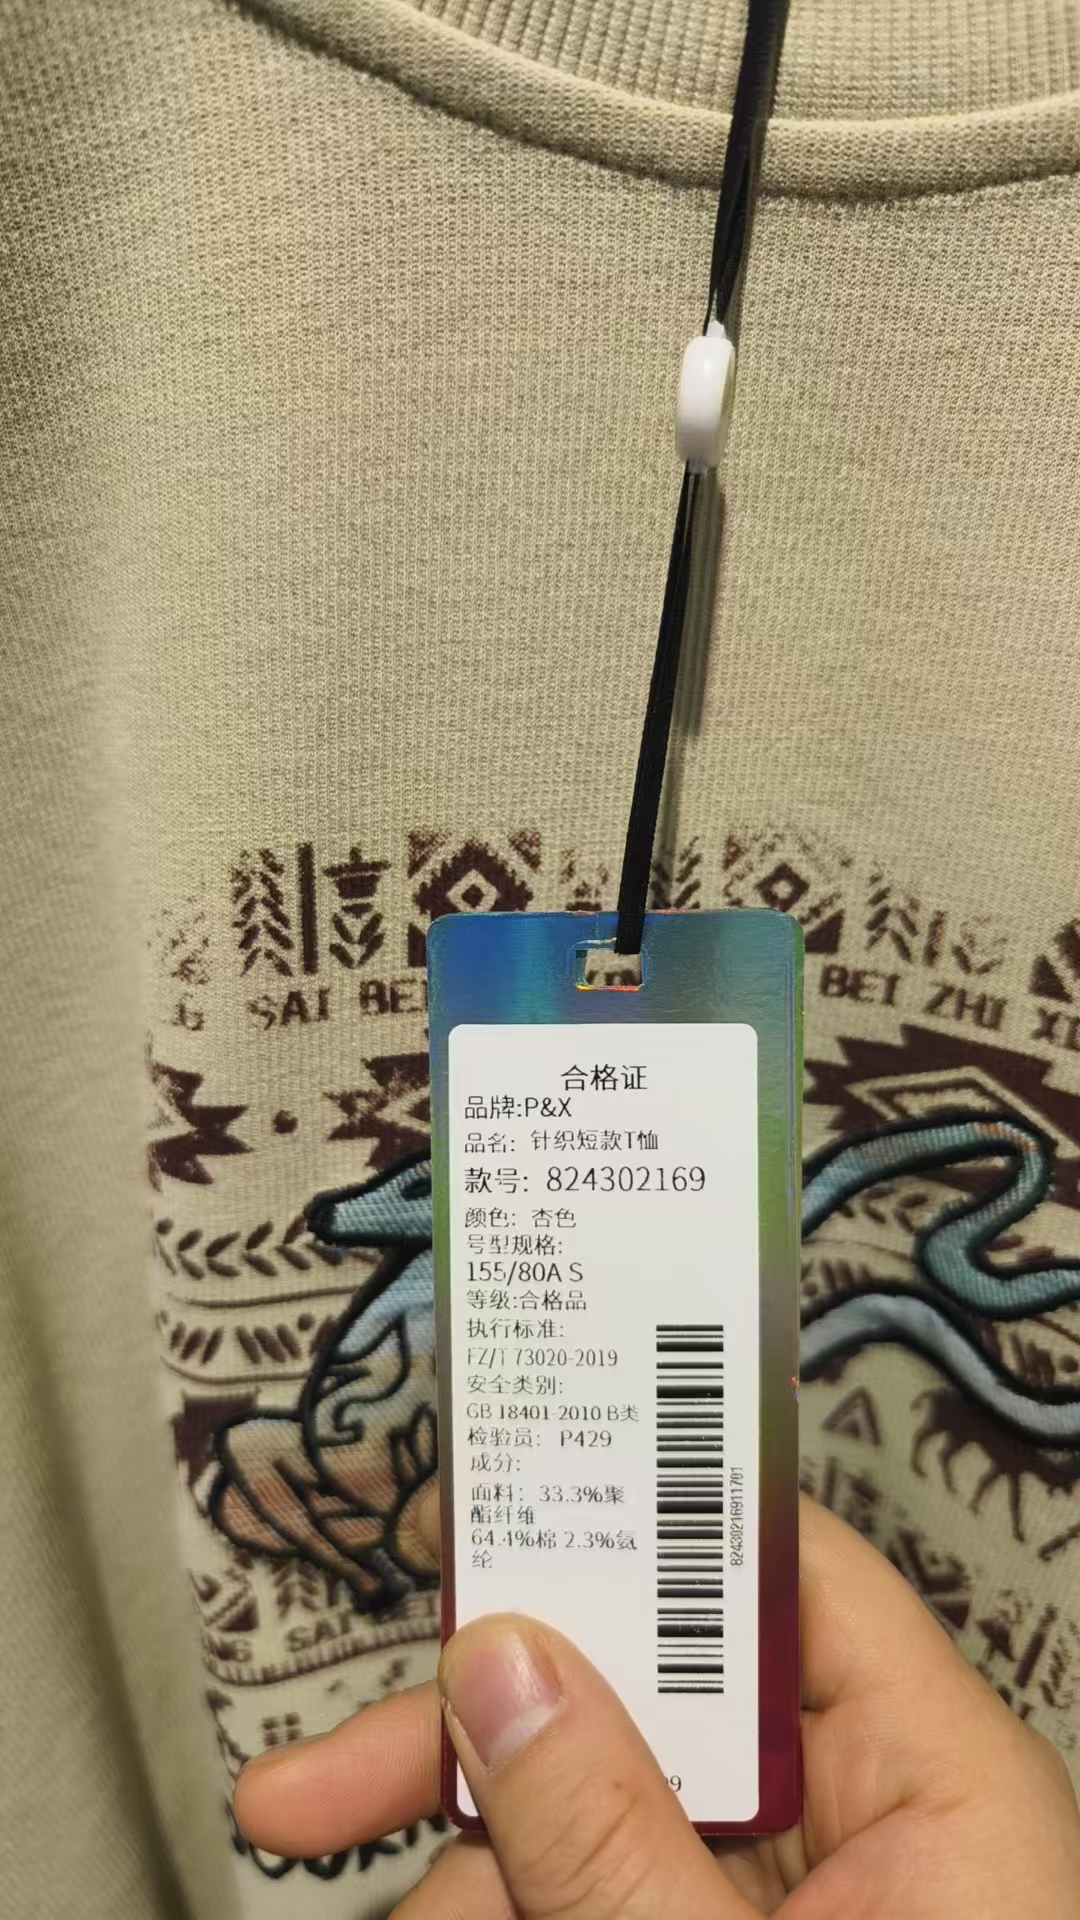 SAI BEI
BEI ZHI
合格证
品牌:P&X
品名: 针织短款T恤
款号: 824302169
颜色: 杏色
号型规格:
155/80A S
等级:合格品
执行标准:
FZ/T 73020-2019
安全类别:
GB 18401-2010 B类
检验员: P429
成分:
面料: 33.3%聚
酯纤维
64.4%棉 2.3%氨
纶
82430216911701
SAI BEI